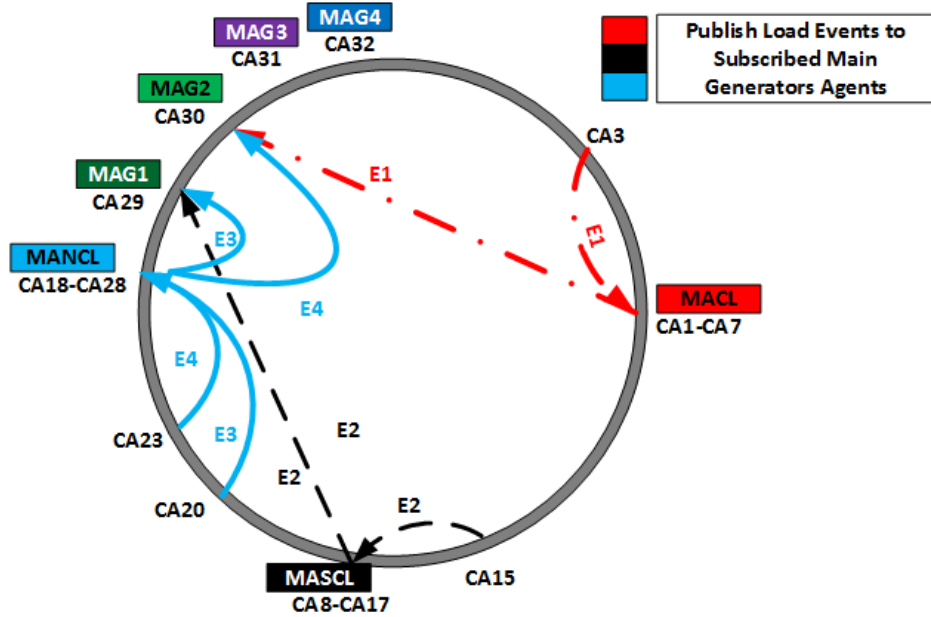 MAG4
CA32
MAG3
CA31
Publish Load Events to
Subscribed Main
Generators Agents
MAG2
CA30
CA3
MAG1
CA29
E1
E1
E3
MANCL
CA18-CA28
MACL
CA1-CA7
E4
E4
CA23
E3
E2
E2
CA20
E2
CA15
MASCL
CA8-CA17